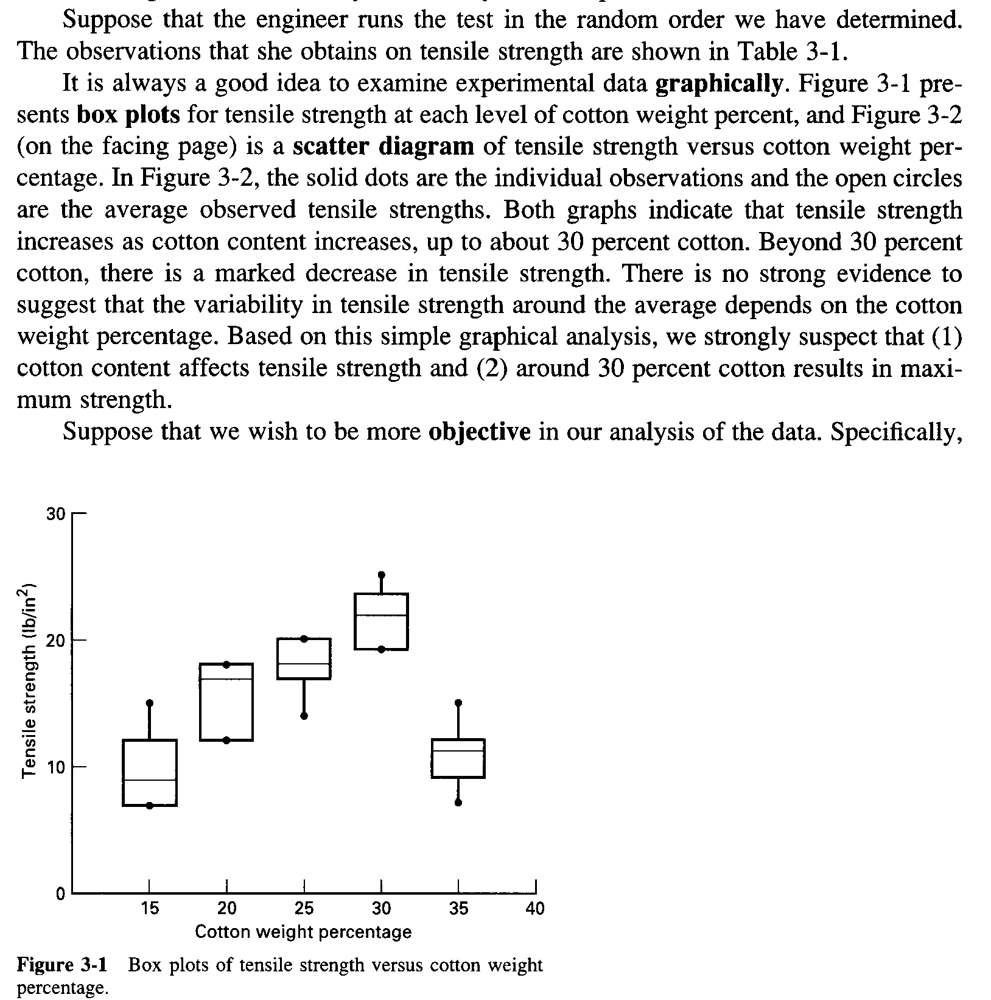 Suppose that the engineer runs the test in the random order we have determined.
The observations that she obtains on tensile strength are shown in Table 3-1.
It is always a good idea to examine experimental data graphically. Figure 3-1 pre-
sents box plots for tensile strength at each level of cotton weight percent, and Figure 3-2
(on the facing page) is a scatter diagram of tensile strength versus cotton weight per-
centage. In Figure 3-2, the solid dots are the individual observations and the open circles
are the average observed tensile strengths. Both graphs indicate that tensile strength
increases as cotton content increases, up to about 30 percent cotton. Beyond 30 percent
cotton, there is a marked decrease in tensile strength. There is no strong evidence to
suggest that the variability in tensile strength around the average depends on the cotton
weight percentage. Based on this simple graphical analysis, we strongly suspect that (1)
cotton content affects tensile strength and (2) around 30 percent cotton results in maxi-
mum strength.
Suppose that we wish to be more objective in our analysis of the data. Specifically,
30
20
10
0
Tensile strength (lb/in²)
15 20 25 30 35 40
Cotton weight percentage
Figure 3-1 Box plots of tensile strength versus cotton weight
percentage.